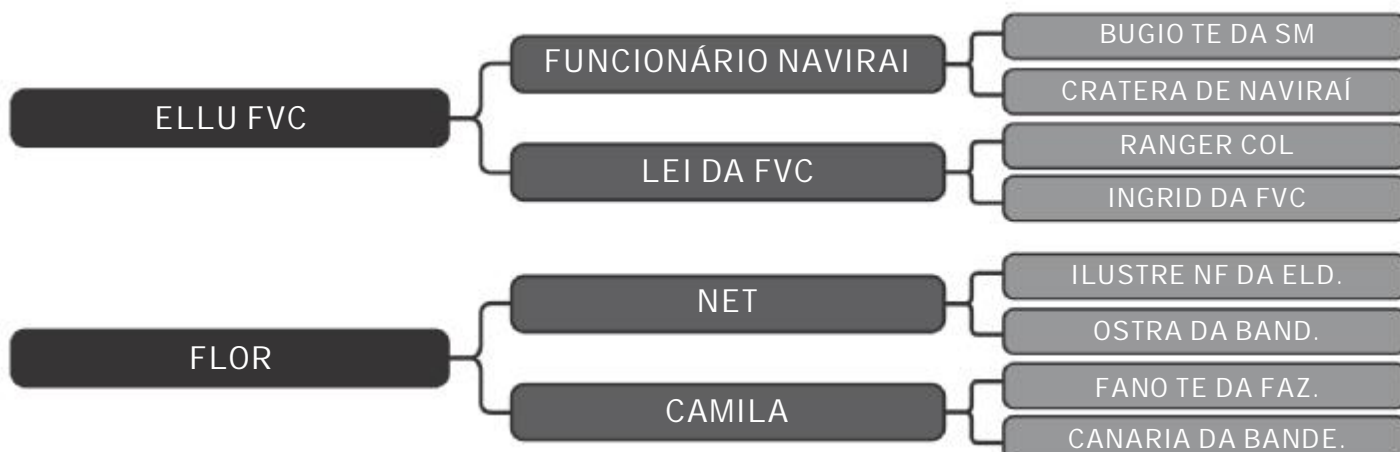 ELLU FVC
FUNCIONÁRIO NAVIRAI
BUGIO TE DA SM
CRATERA DE NAVIRAÍ
LEI DA FVC
RANGER COL
INGRID DA FVC
FLOR
NET
ILUSTRE NF DA ELD.
OSTRA DA BAND.
CAMILA
FANO TE DA FAZ.
CANARIA DA BANDE.